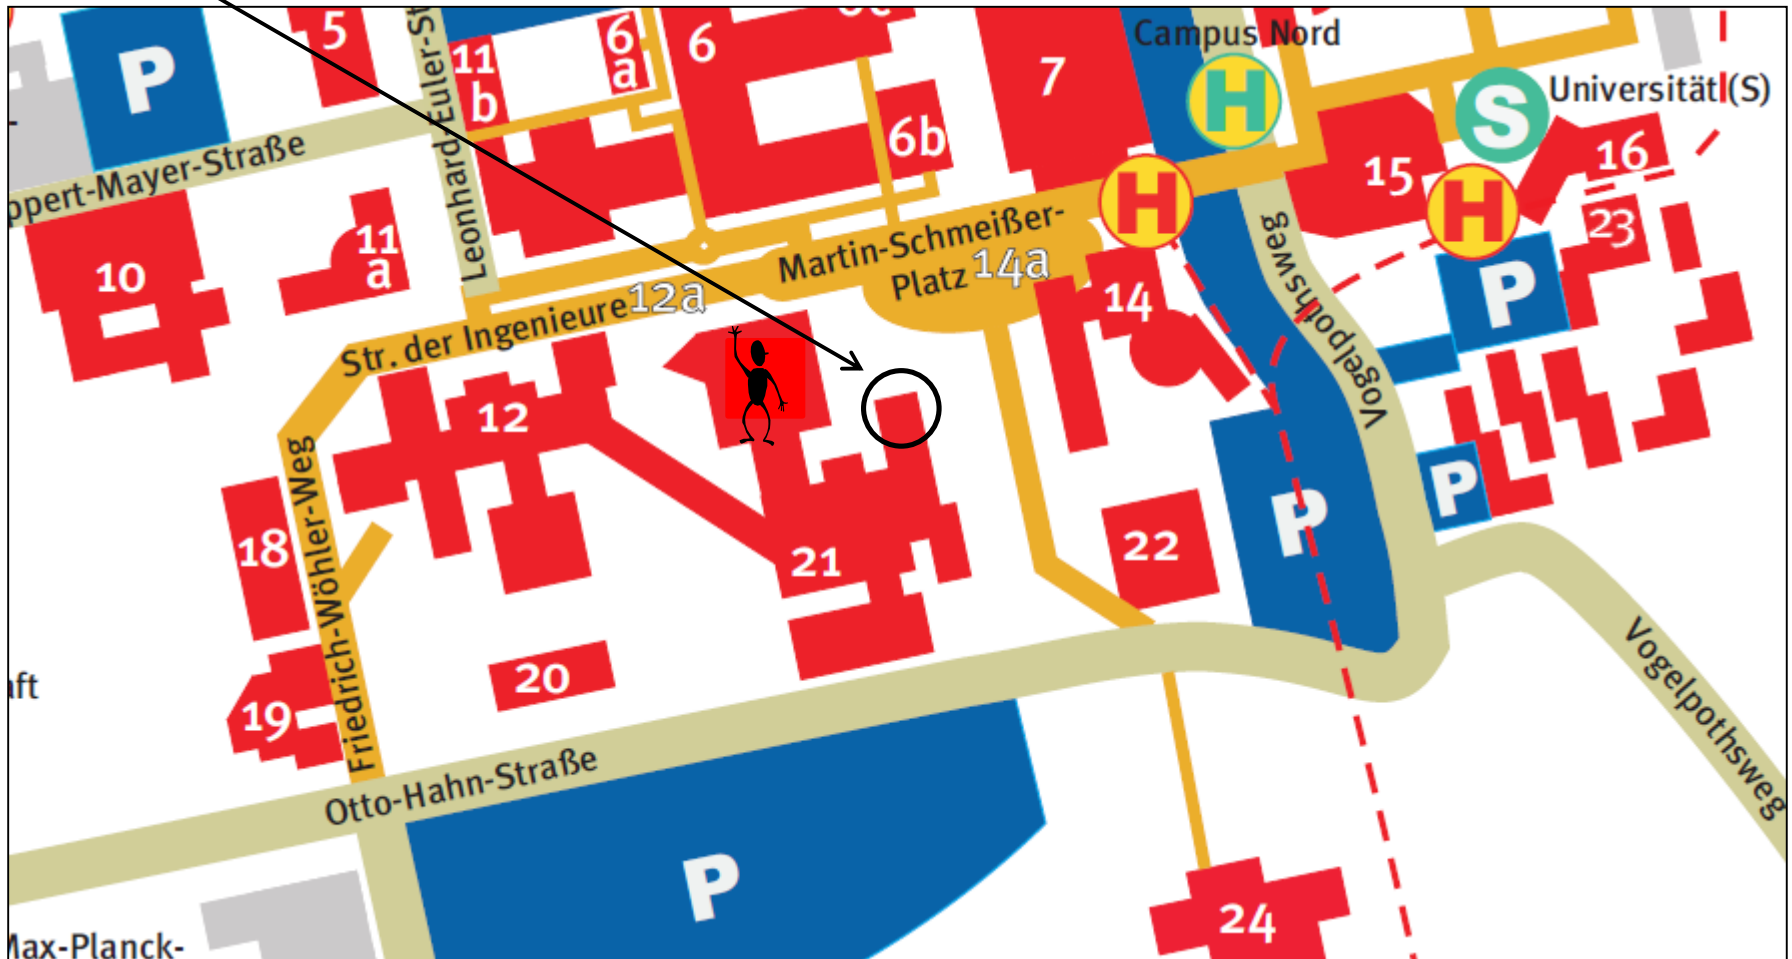 P
5
11
b
6
a
6
7
Campus Nord
H
S
Universität (S)
6b
15
16
H
H
23
ppert-Mayer-Straße
Leonhard-Euler-St
10
11
a
Martin-Schmeißer-
Platz 14a
Str. der Ingenieure 12a
14
P
Vogelpothsweg
12
18
Friedrich-Wöhler-Weg
21
22
P
P
20
19
Otto-Hahn-Straße
aft
Vogelpothsweg
P
24
Max-Planck-